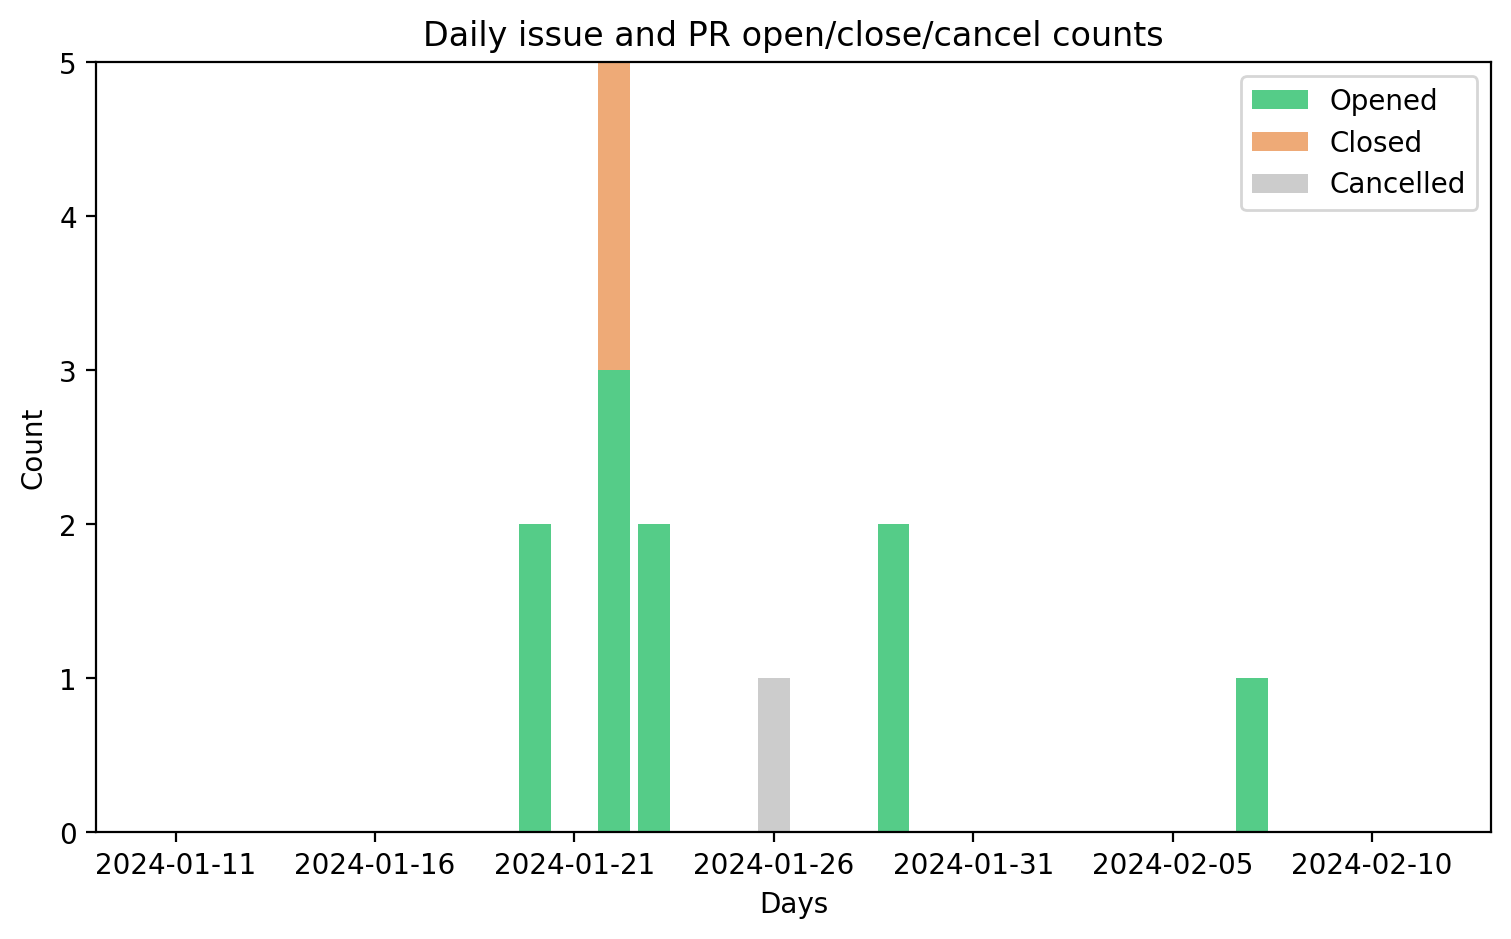 Daily issue and PR open/close/cancel counts
5
4
3
2
1
0
Count
Opened
Closed
Cancelled
2024-01-11 2024-01-16 2024-01-21 2024-01-26 2024-01-31 2024-02-05 2024-02-10
Days